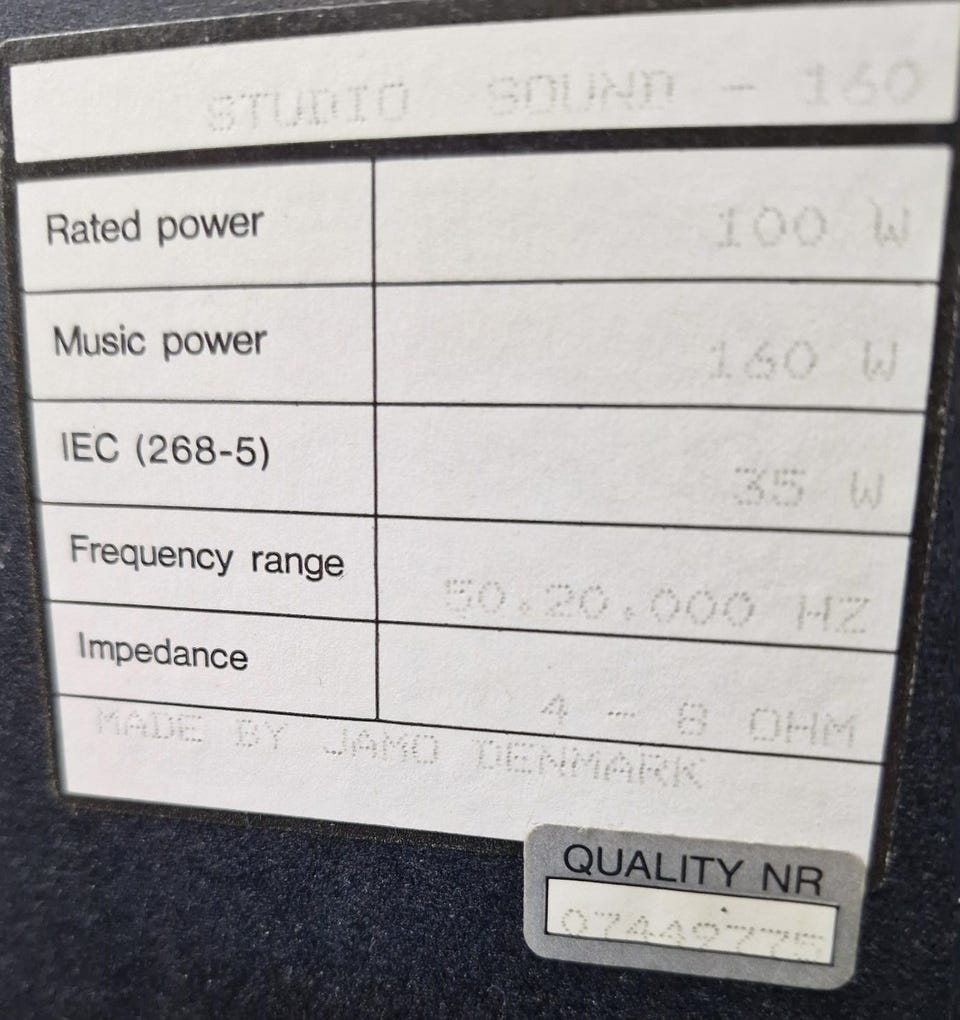 STUDIO SOUND - 160
Rated power 100 W
Music power 160 W
IEC (268-5) 35 W
Frequency range 50.20.000 HZ
Impedance 4 - 8 OHM
MADE BY JAMO DENMARK
QUALITY NR
07449775